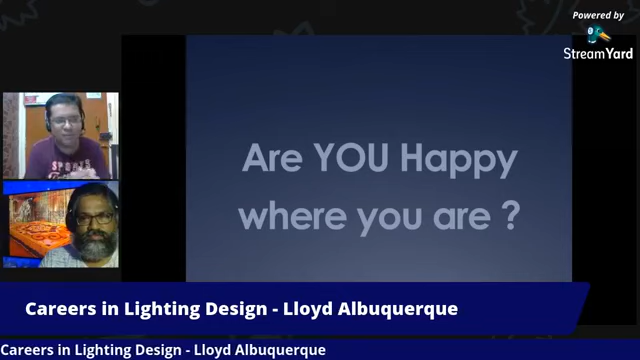 Powered by
StreamYard
SPORTS
Are YOU Happy
where you are ?
Careers in Lighting Design - Lloyd Albuquerque
Careers in Lighting Design - Lloyd Albuquerque